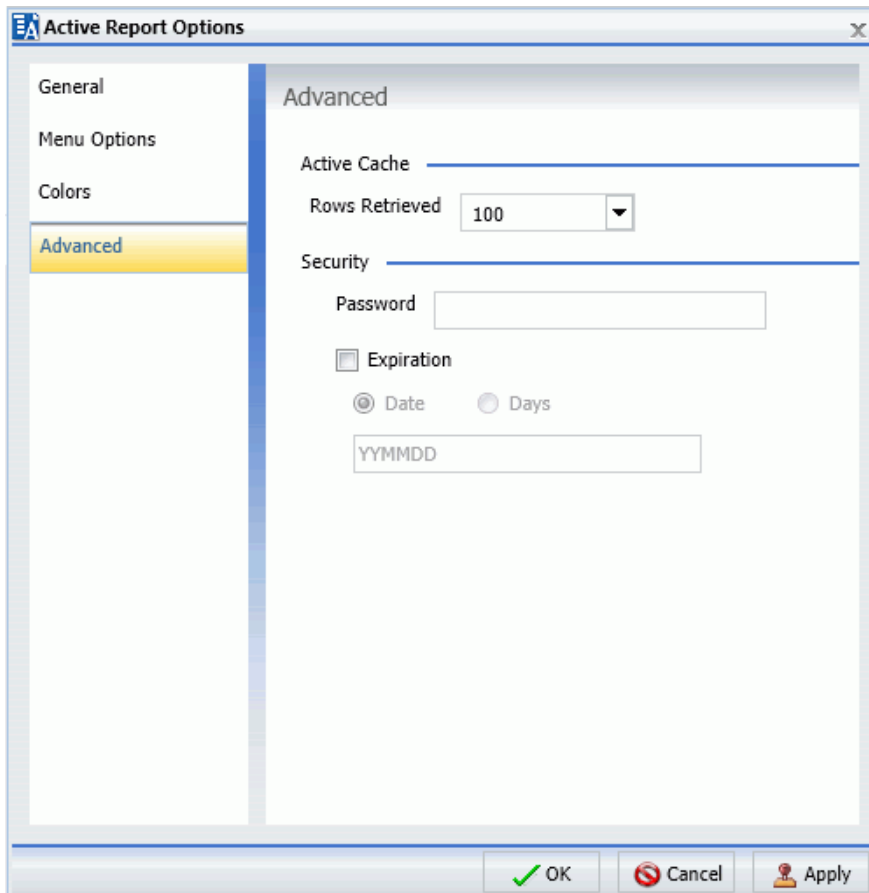 Active Report Options
General
Menu Options
Colors
Advanced
Advanced
Active Cache
Rows Retrieved 100
Security
Password
Expiration
Date Days
YYMMDD
OK Cancel Apply